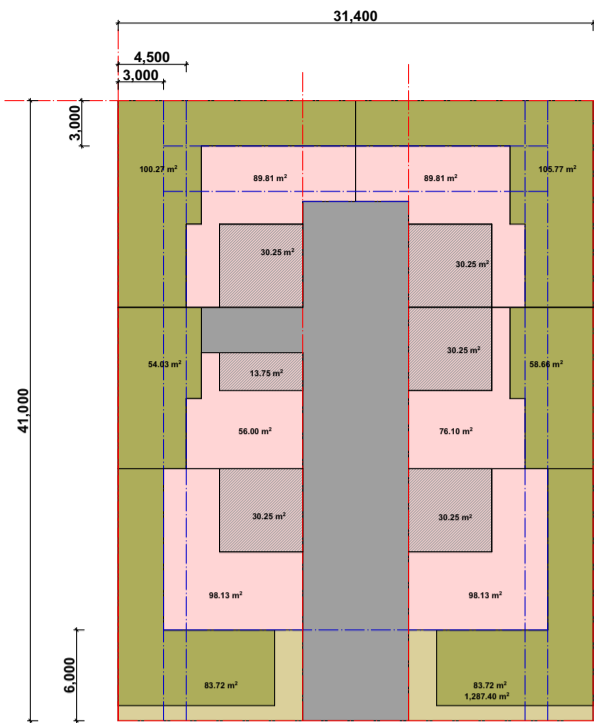 31,400
4,500
3,000
3,000
100.27 m²
89.81 m²
89.81 m²
105.77 m²
30.25 m²
30.25 m²
54.03 m²
30.25 m²
58.66 m²
13.75 m²
41,000
56.00 m²
76.10 m²
30.25 m²
30.25 m²
98.13 m²
98.13 m²
6,000
83.72 m²
83.72 m²
1,287.40 m²